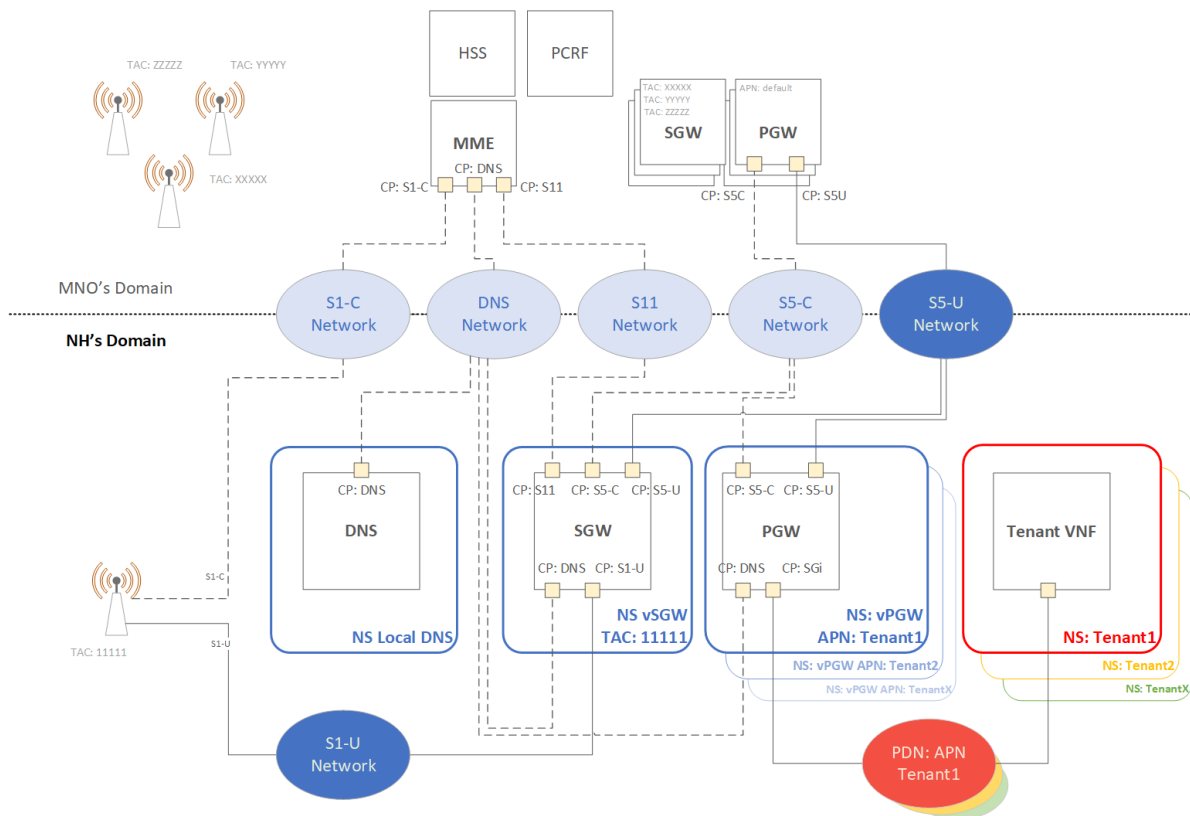 HSS
PCRF
TAC: ZZZZZ
TAC: YYYYY
TAC: XXXXX
MME
CP: DNS
CP: S1-C
CP: S11
TAC: XXXXX
TAC: YYYYY
TAC: ZZZZZ
SGW
APN: default
PGW
CP: S5C
CP: S5U
MNO's Domain
NH's Domain
S1-C
Network
DNS
Network
S11
Network
S5-C
Network
S5-U
Network
CP: DNS
DNS
NS Local DNS
CP: S11
CP: S5-C
CP: S5-U
SGW
CP: DNS
CP: S1-U
NS vSGW
TAC: 11111
CP: S5-C
CP: S5-U
PGW
CP: DNS
CP: SGi
NS: vPGW
APN: Tenant1
NS: vPGW APN: Tenant2
NS: vPGW APN: TenantX
Tenant VNF
NS: Tenant1
NS: Tenant2
NS: TenantX
S1-C
S1-U
TAC: 11111
S1-U
Network
PDN: APN
Tenant1